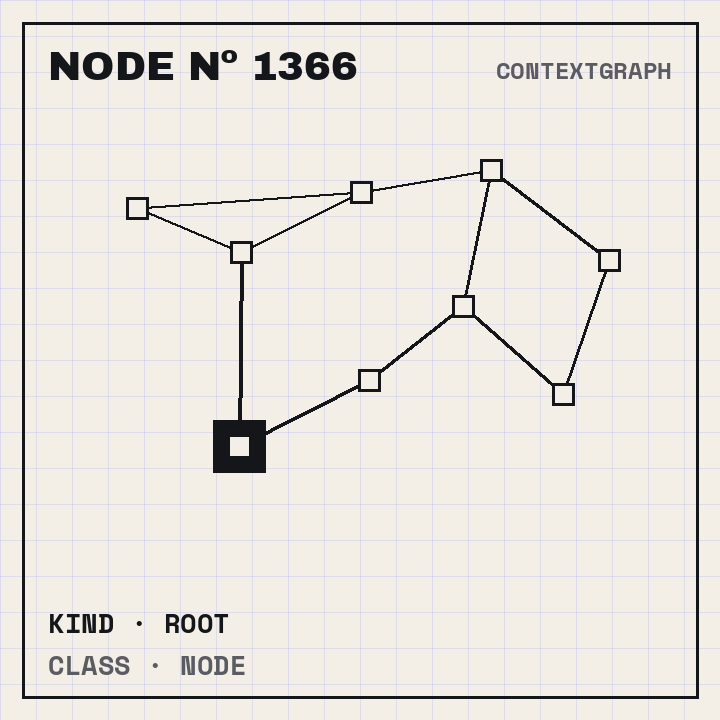 NODE Nº 1366
CONTEXTGRAPH
KIND · ROOT
CLASS · NODE